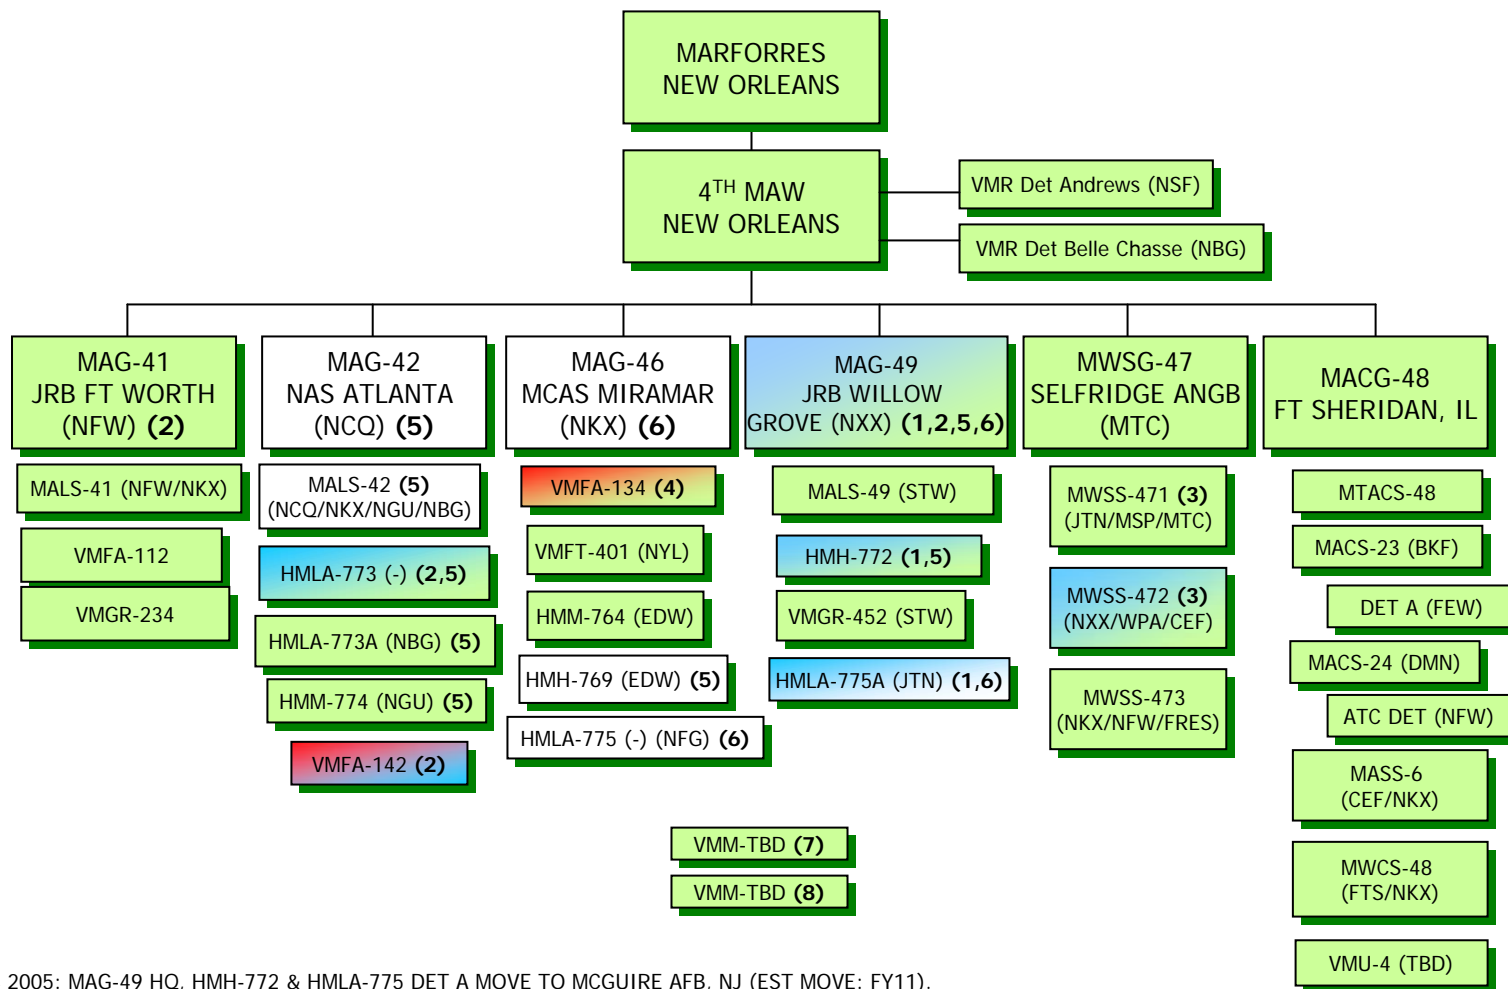 MARFORRES
NEW ORLEANS
4TH MAW
NEW ORLEANS
VMR Det Andrews (NSF)
VMR Det Belle Chasse (NBG)
MAG-41
JRB FT WORTH
(NFW) (2)
MALS-41 (NFW/NKX)
VMFA-112
VMGR-234
MAG-42
NAS ATLANTA
(NCQ) (5)
MALS-42 (5)
(NCQ/NKX/NGU/NBG)
HMLA-773 (-) (2,5)
HMLA-773A (NBG) (5)
HMM-774 (NGU) (5)
VMFA-142 (2)
MAG-46
MCAS MIRAMAR
(NKX) (6)
VMFA-134 (4)
VMFT-401 (NYL)
HMM-764 (EDW)
HMH-769 (EDW) (5)
HMLA-775 (-) (NFG) (6)
MAG-49
JRB WILLOW
GROVE (NXX) (1,2,5,6)
MALS-49 (STW)
HMH-772 (1,5)
VMGR-452 (STW)
HMLA-775A (JTN) (1,6)
MWSG-47
SELFRIDGE ANGB
(MTC)
MWSS-471 (3)
(JTN/MSP/MTC)
MWSS-472 (3)
(NXX/WPA/CEF)
MWSS-473
(NKX/NFW/FRES)
MACG-48
FT SHERIDAN, IL
MTACS-48
MACS-23 (BKF)
DET A (FEW)
MACS-24 (DMN)
ATC DET (NFW)
MASS-6
(CEF/NKX)
MWCS-48
(FTS/NKX)
VMU-4 (TBD)
VMM-TBD (7)
VMM-TBD (8)
2005: MAG-49 HQ, HMH-772 & HMLA-775 DET A MOVE TO MCGUIRE AFB, NJ (EST MOVE: FY11).